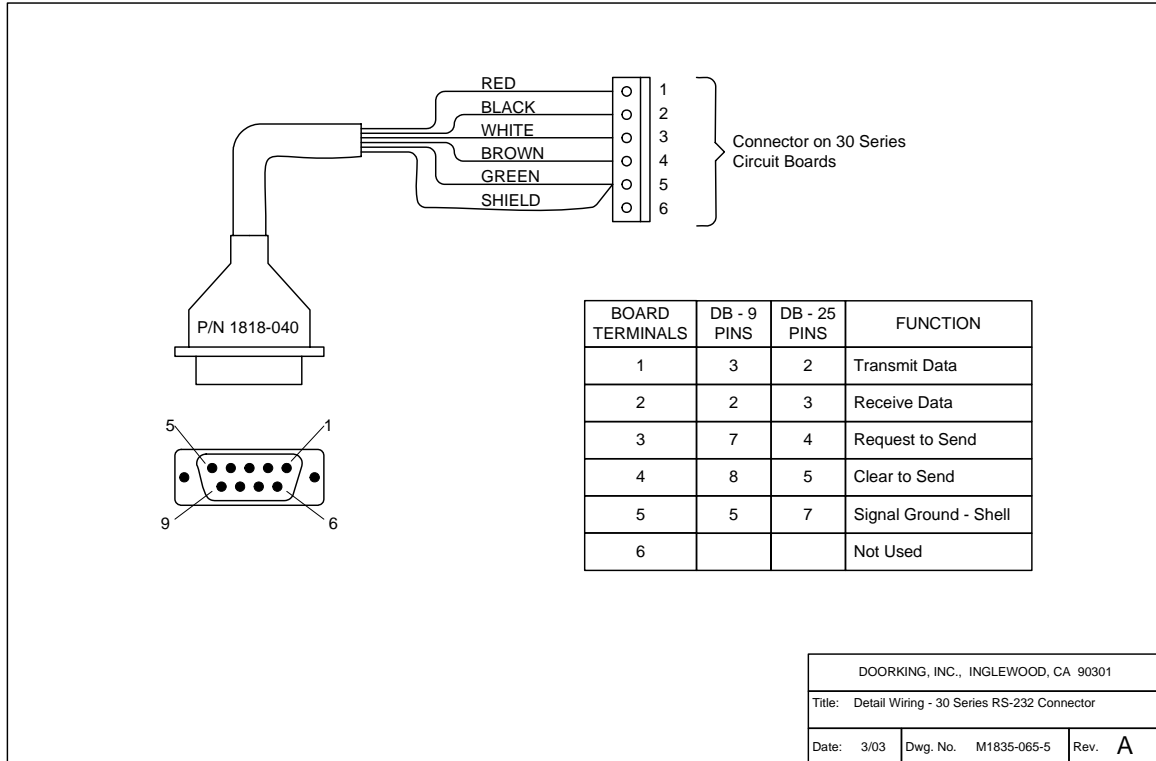 RED
BLACK
WHITE
BROWN
GREEN
SHIELD
1
2
3
4
5
6
Connector on 30 Series
Circuit Boards
P/N 1818-040
5
1
9
6
BOARD TERMINALS DB - 9 PINS DB - 25 PINS FUNCTION
1 3 2 Transmit Data
2 2 3 Receive Data
3 7 4 Request to Send
4 8 5 Clear to Send
5 5 7 Signal Ground - Shell
6 Not Used
DOORKING, INC., INGLEWOOD, CA 90301
Title: Detail Wiring - 30 Series RS-232 Connector
Date: 3/03 Dwg. No. M1835-065-5 Rev. A